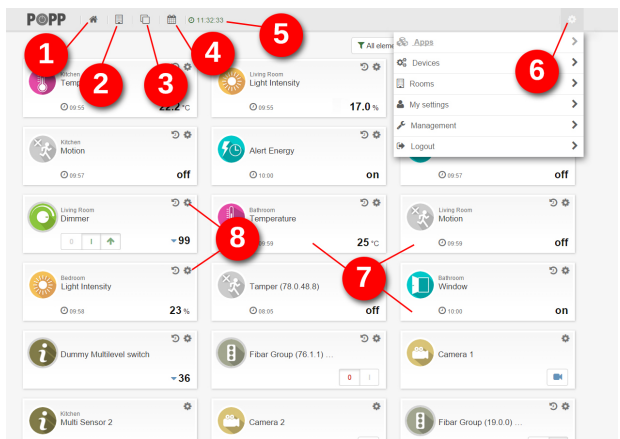 POPP
11:32:33
1
2
3
4
5
6
All eleme
Apps
Devices
Rooms
My settings
Management
Logout
Kitchen
Temp
09:55
22.2 °C
Living Room
Light Intensity
09:55
17.0 %
Kitchen
Motion
09:57
off
Alert Energy
10:00
on
09:57
off
Living Room
Dimmer
0 I
99
8
Bathroom
Temperature
09:59
25 °C
7
Living Room
Motion
09:59
off
Bedroom
Light Intensity
09:58
23 %
Tamper (78.0.48.8)
08:05
off
Bathroom
Window
10:00
on
Dummy Multilevel switch
36
Fibar Group (76.1.1) ...
0 I
Camera 1
Kitchen
Multi Sensor 2
Camera 2
Fibar Group (19.0.0) ...